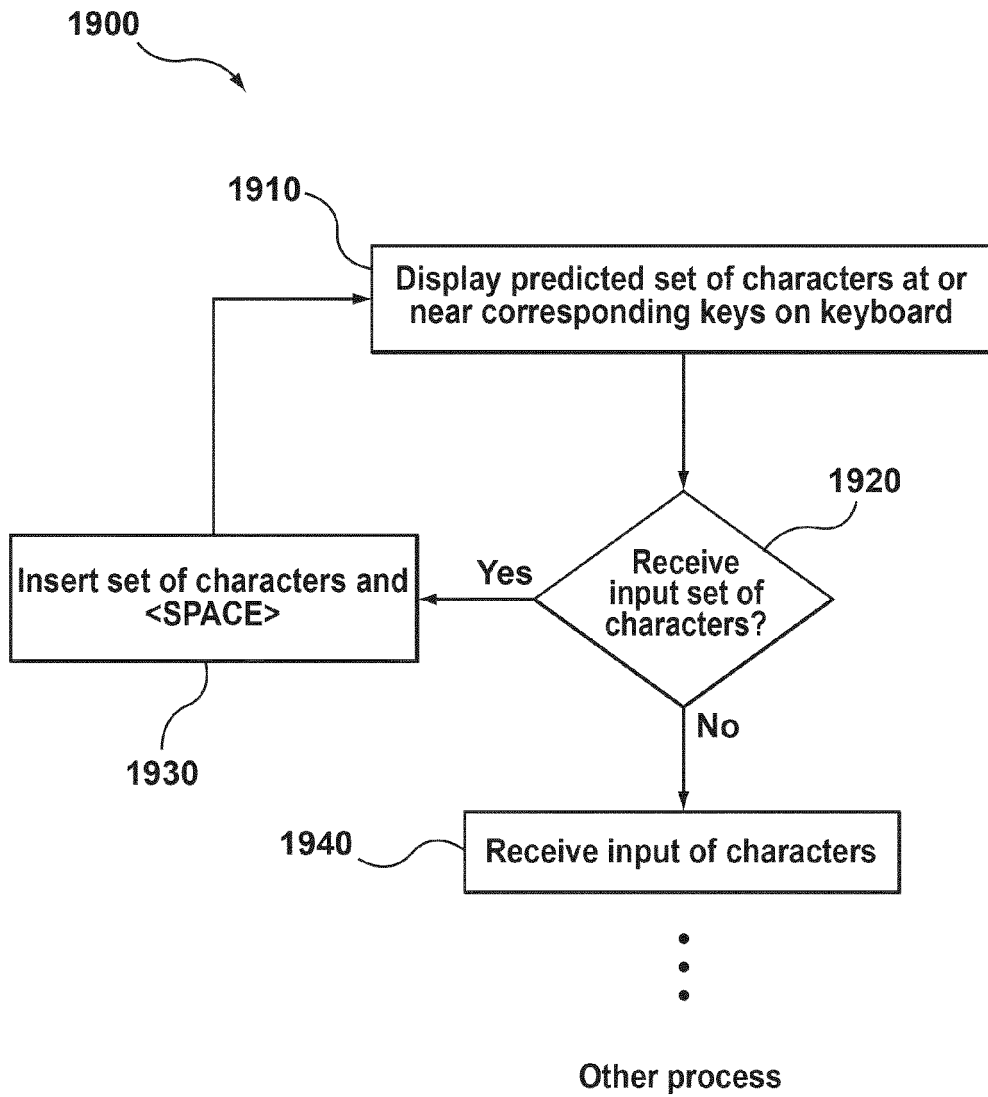 1900
1910
Display predicted set of characters at or
near corresponding keys on keyboard
1920
Receive
input set of
characters?
Yes
Insert set of characters and
<SPACE>
1930
No
1940
Receive input of characters
Other process